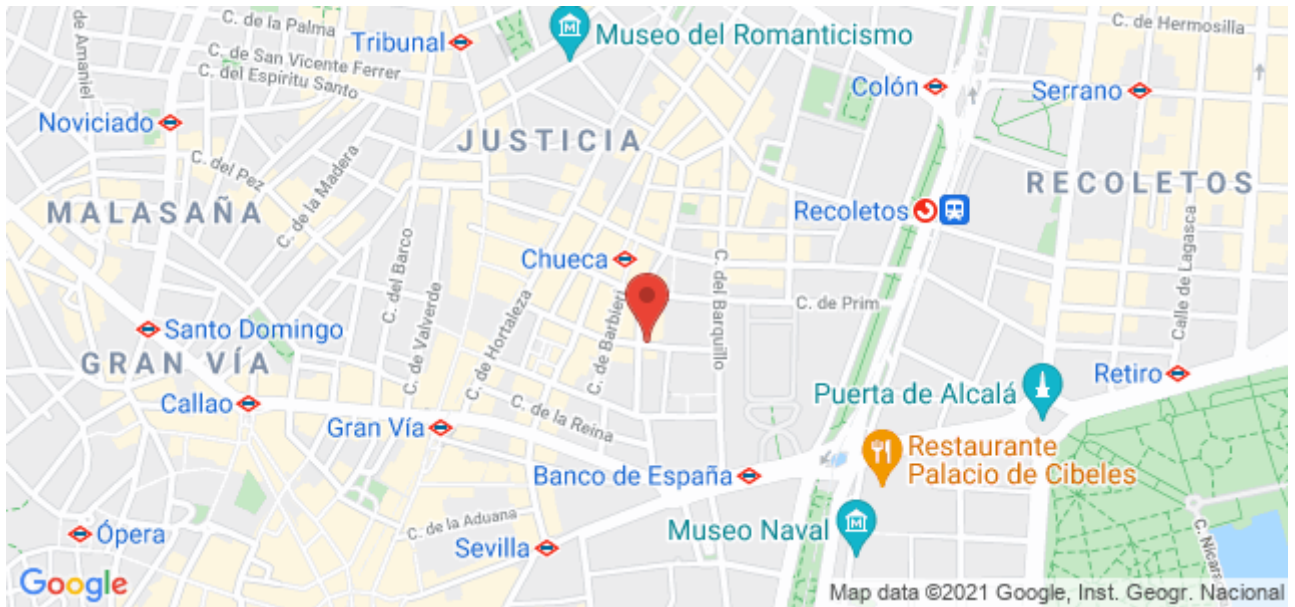 C. de la Palma
de Amaniel
Tribunal
Museo del Romanticismo
C. de Hermosilla
C. de San Vicente Ferrer
C. del Espíritu Santo
Colón
Serrano
Noviciado
JUSTICIA
C. del Pez
C. de la Madera
RECOLETOS
MALASAÑA
Recoletos
Chueca
C. del Barco
C. del Barquillo
Calle de Lagasca
C. de Valverde
C. de Hortaleza
C. de Barbieri
C. de Prim
Santo Domingo
GRAN VÍA
Retiro
Puerta de Alcalá
Callao
C. de la Reina
Gran Vía
Restaurante
Palacio de Cibeles
Banco de España
C. de la Aduana
Museo Naval
Ópera
Sevilla
Google
Map data ©2021 Google, Inst. Geogr. Nacional